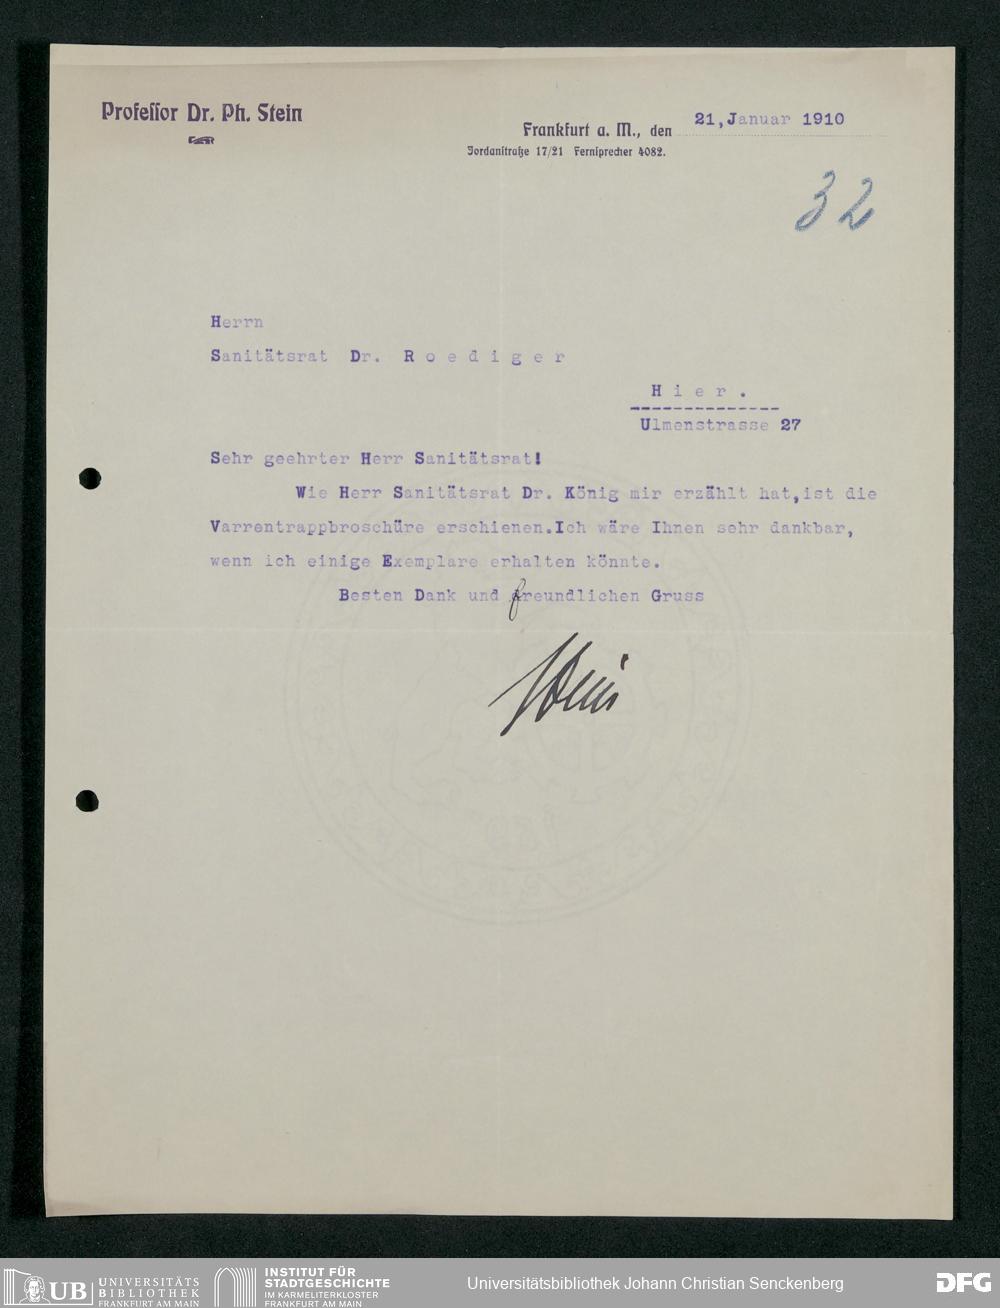 Professor Dr. Ph. Stein
Frankfurt a. M., den 21,Januar 1910
Jordanstraße 17/21 Fernsprecher 4082.
32
Herrn
Sanitätsrat Dr. Roediger
Hier.
Ulmenstrasse 27
Sehr geehrter Herr Sanitätsrat!
Wie Herr Sanitätsrat Dr. König mir erzählt hat,ist die
Varrentrappbroschüre erschienen.Ich wäre Ihnen sehr dankbar,
wenn ich einige Exemplare erhalten könnte.
Besten Dank und freundlichen Gruss
Stein
UB UNIVERSITÄTS
BIBLIOTHEK
FRANKFURT AM MAIN
INSTITUT FÜR
STADTGESCHICHTE
IM KARMELITERKLOSTER
FRANKFURT AM MAIN
Universitätsbibliothek Johann Christian Senckenberg
DFG